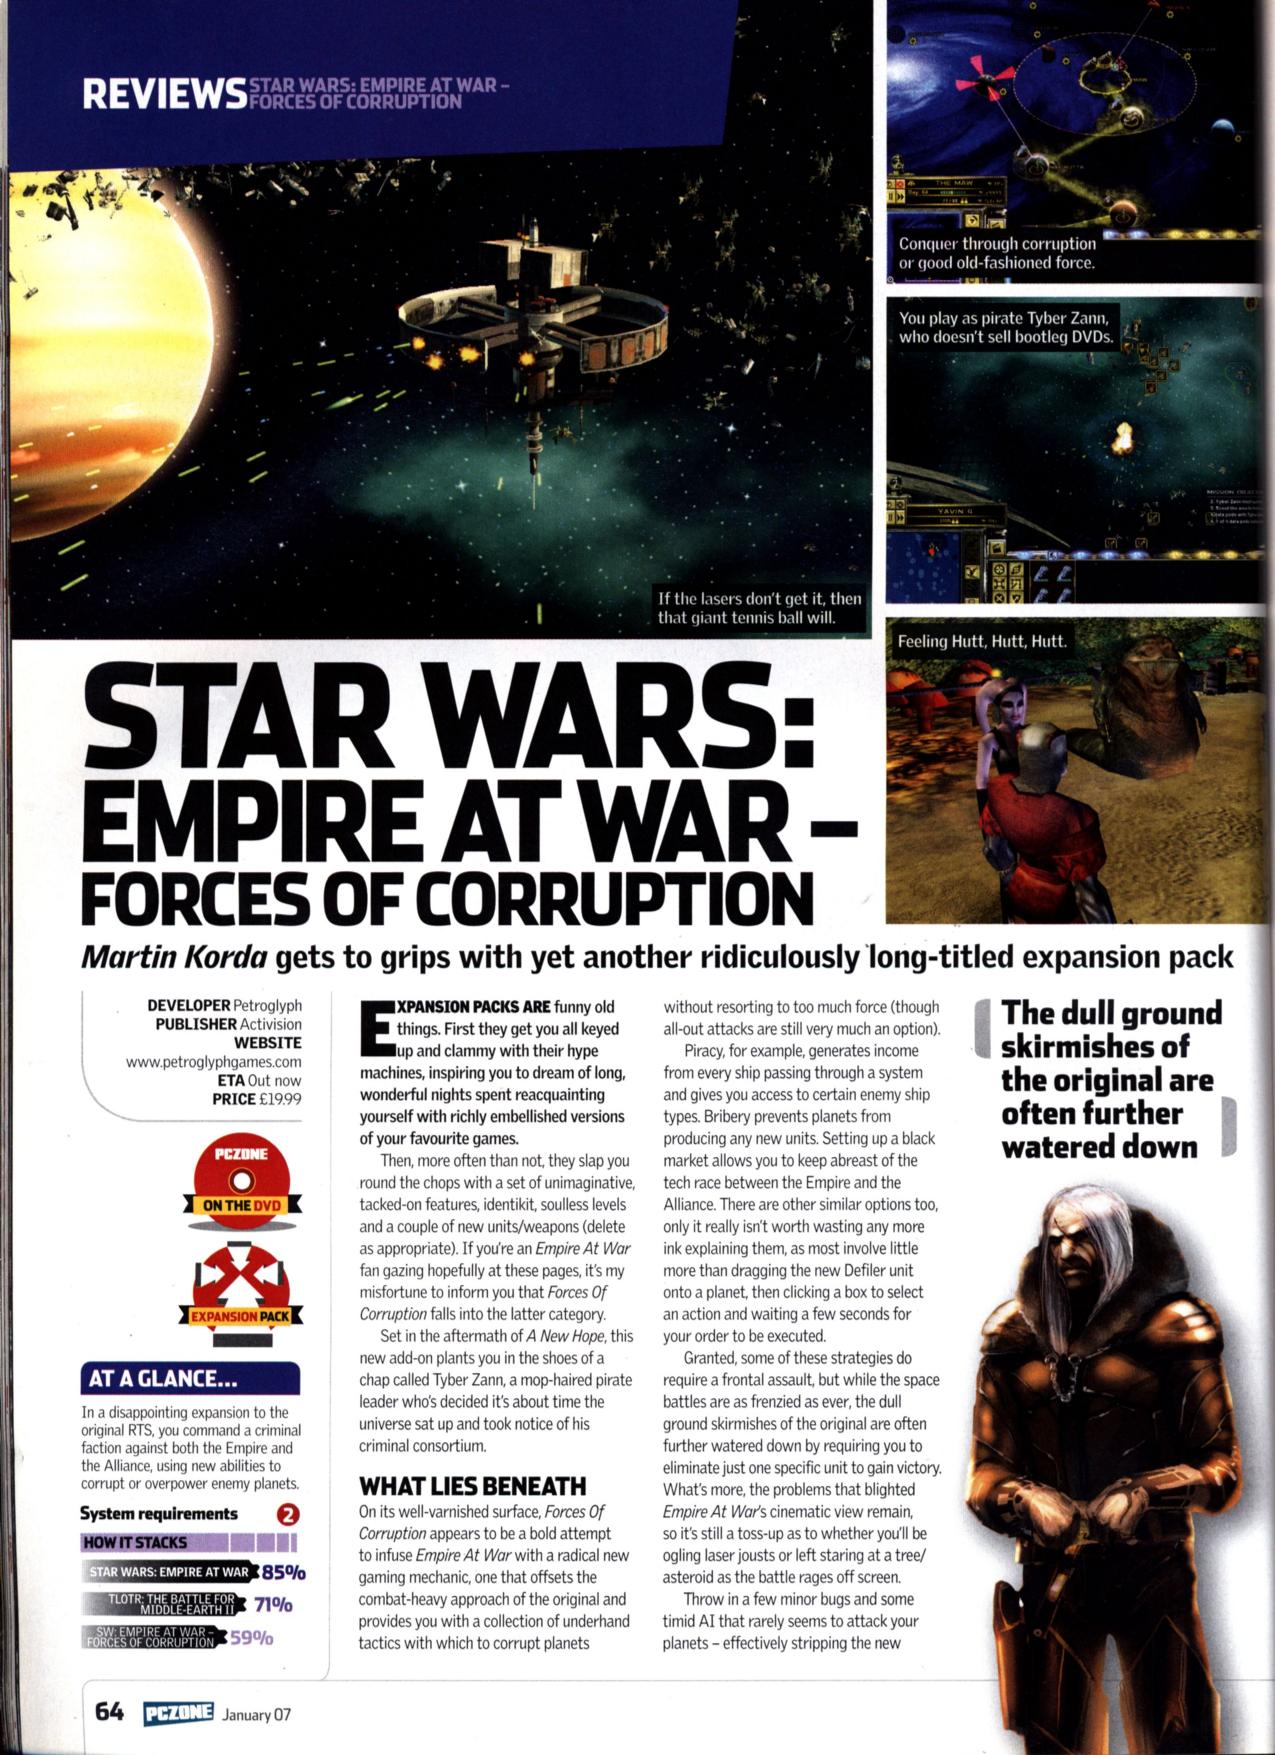 REVIEWS STAR WARS: EMPIRE AT WAR –
FORCES OF CORRUPTION
THE MAW
Conquer through corruption
or good old-fashioned force.
You play as pirate Tyber Zann,
who doesn't sell bootleg DVDs.
YAVIN 4
If the lasers don't get it, then
that giant tennis ball will.
Feeling Hutt, Hutt, Hutt.
STAR WARS:
EMPIRE AT WAR –
FORCES OF CORRUPTION
Martin Korda gets to grips with yet another ridiculously long-titled expansion pack
DEVELOPER Petroglyph
PUBLISHER Activision
WEBSITE
www.petroglyphgames.com
ETA Out now
PRICE £19.99
PCZONE
ON THE DVD
EXPANSION PACK
AT A GLANCE...
In a disappointing expansion to the
original RTS, you command a criminal
faction against both the Empire and
the Alliance, using new abilities to
corrupt or overpower enemy planets.
System requirements 2
HOW IT STACKS
STAR WARS: EMPIRE AT WAR 85%
TLOTR: THE BATTLE FOR
MIDDLE-EARTH II 71%
SW: EMPIRE AT WAR –
FORCES OF CORRUPTION 59%
EXPANSION PACKS ARE funny old
things. First they get you all keyed
up and clammy with their hype
machines, inspiring you to dream of long,
wonderful nights spent reacquainting
yourself with richly embellished versions
of your favourite games.
Then, more often than not, they slap you
round the chops with a set of unimaginative,
tacked-on features, identikit, soulless levels
and a couple of new units/weapons (delete
as appropriate). If you're an Empire At War
fan gazing hopefully at these pages, it's my
misfortune to inform you that Forces Of
Corruption falls into the latter category.
Set in the aftermath of A New Hope, this
new add-on plants you in the shoes of a
chap called Tyber Zann, a mop-haired pirate
leader who's decided it's about time the
universe sat up and took notice of his
criminal consortium.
WHAT LIES BENEATH
On its well-varnished surface, Forces Of
Corruption appears to be a bold attempt
to infuse Empire At War with a radical new
gaming mechanic, one that offsets the
combat-heavy approach of the original and
provides you with a collection of underhand
tactics with which to corrupt planets
without resorting to too much force (though
all-out attacks are still very much an option).
Piracy, for example, generates income
from every ship passing through a system
and gives you access to certain enemy ship
types. Bribery prevents planets from
producing any new units. Setting up a black
market allows you to keep abreast of the
tech race between the Empire and the
Alliance. There are other similar options too,
only it really isn't worth wasting any more
ink explaining them, as most involve little
more than dragging the new Defiler unit
onto a planet, then clicking a box to select
an action and waiting a few seconds for
your order to be executed.
Granted, some of these strategies do
require a frontal assault, but while the space
battles are as frenzied as ever, the dull
ground skirmishes of the original are often
further watered down by requiring you to
eliminate just one specific unit to gain victory.
What's more, the problems that blighted
Empire At War's cinematic view remain,
so it's still a toss-up as to whether you'll be
ogling laser jousts or left staring at a tree/
asteroid as the battle rages off screen.
Throw in a few minor bugs and some
timid AI that rarely seems to attack your
planets – effectively stripping the new
The dull ground
skirmishes of
the original are
often further
watered down
64 PCZONE January 07